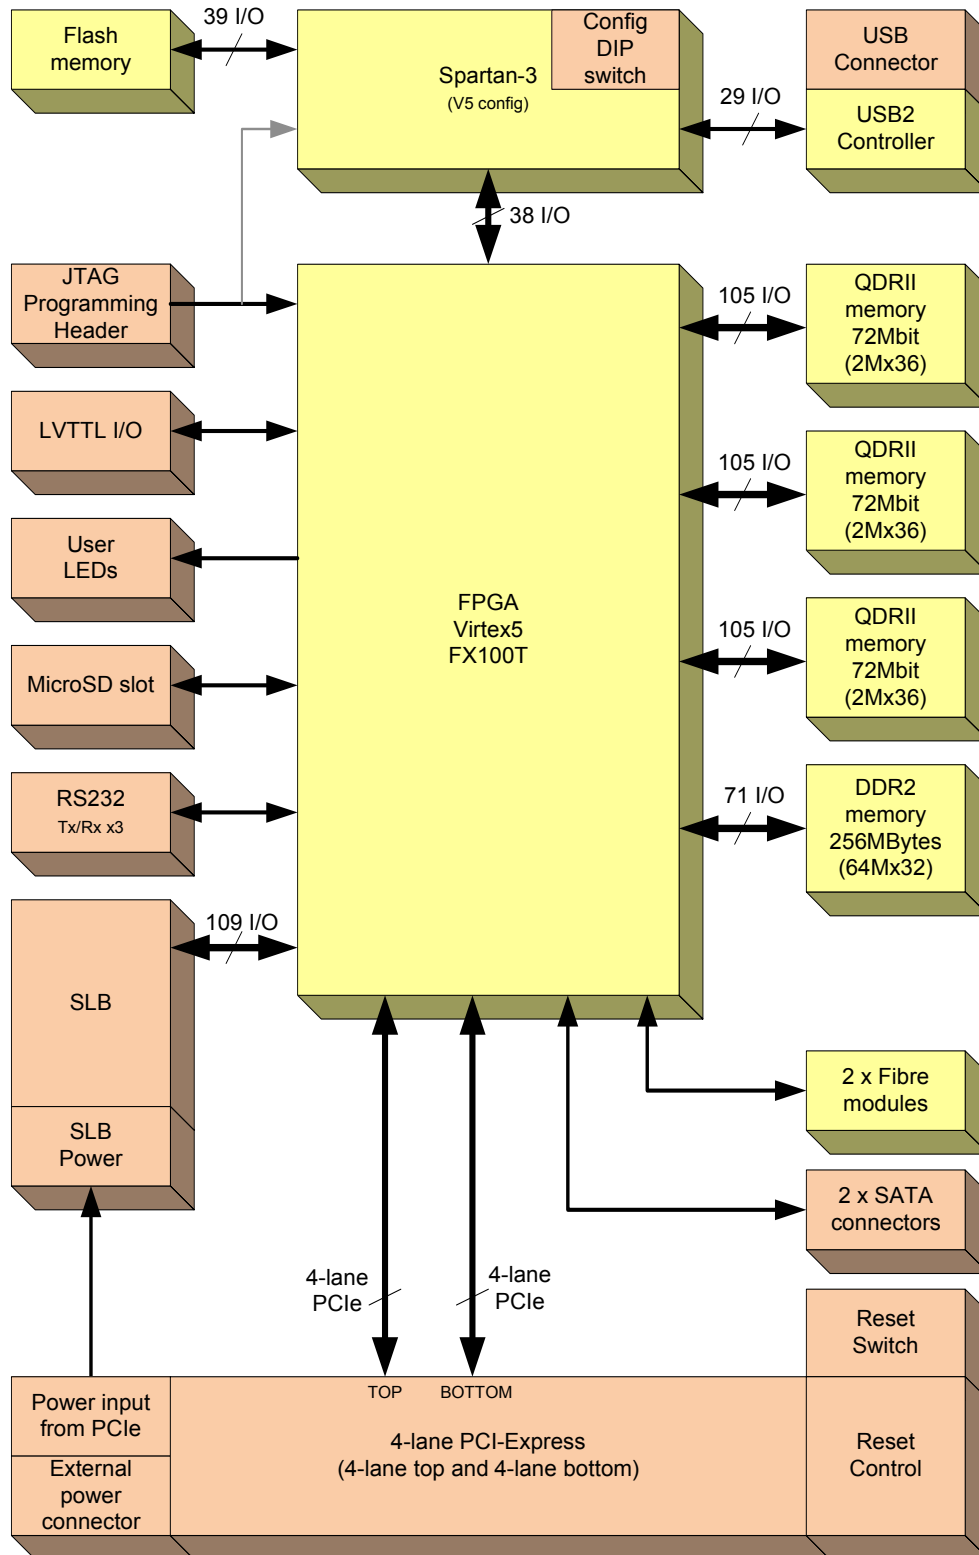 39 I/O
Flash
memory
Spartan-3
(V5 config)
Config
DIP
switch
USB
Connector
29 I/O
USB2
Controller
38 I/O
JTAG
Programming
Header
105 I/O
QDRII
memory
72Mbit
(2Mx36)
LVTTL I/O
105 I/O
QDRII
memory
72Mbit
(2Mx36)
User
LEDs
FPGA
Virtex5
FX100T
105 I/O
QDRII
memory
72Mbit
(2Mx36)
MicroSD slot
RS232
Tx/Rx x3
71 I/O
DDR2
memory
256MBytes
(64Mx32)
109 I/O
SLB
SLB
Power
2 x Fibre
modules
2 x SATA
connectors
4-lane
PCIe
4-lane
PCIe
Reset
Switch
TOP
BOTTOM
Power input
from PCIe
4-lane PCI-Express
(4-lane top and 4-lane bottom)
Reset
Control
External
power
connector